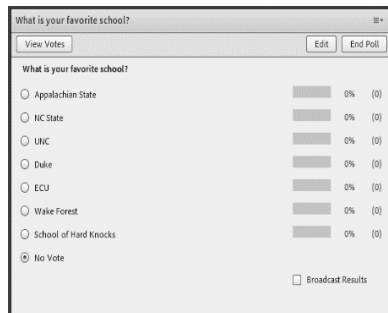 What is your favorite school?
View Votes Edit End Poll
What is your favorite school?
Appalachian State 0% (0)
NC State 0% (0)
UNC 0% (0)
Duke 0% (0)
ECU 0% (0)
Wake Forest 0% (0)
School of Hard Knocks 0% (0)
No Vote
Broadcast Results